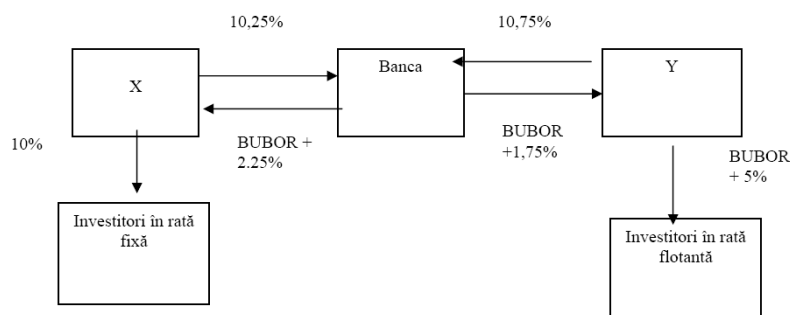 10,25%
10,75%
X
Banca
Y
10%
BUBOR +
2.25%
BUBOR
+1,75%
BUBOR
+ 5%
Investitori în rată
fixă
Investitori în rată
flotantă